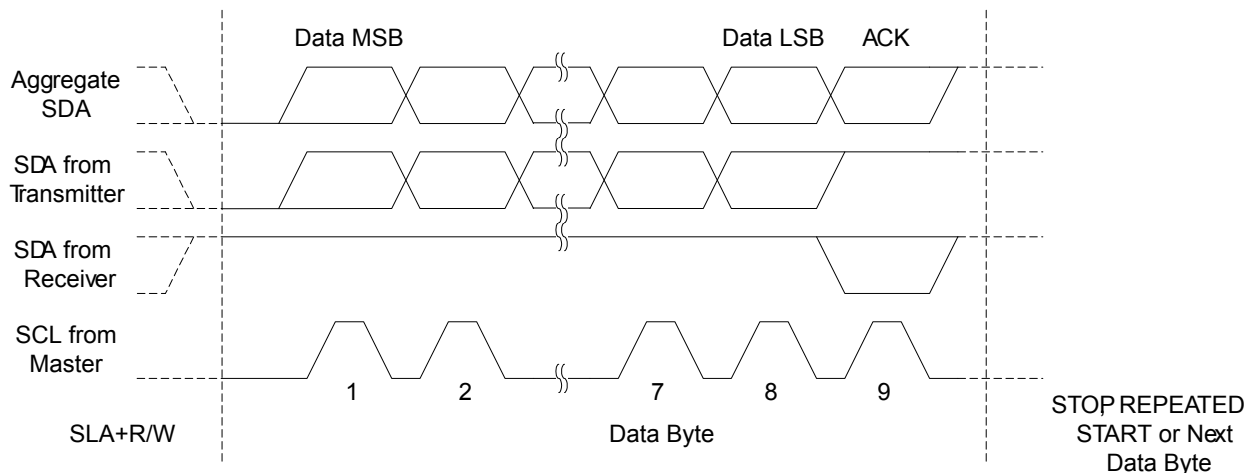 Data MSB
Data LSB
ACK
Aggregate
SDA
SDA from
Transmitter
SDA from
Receiver
SCL from
Master
1
2
7
8
9
SLA+R/W
Data Byte
STOP, REPEATED
START or Next
Data Byte